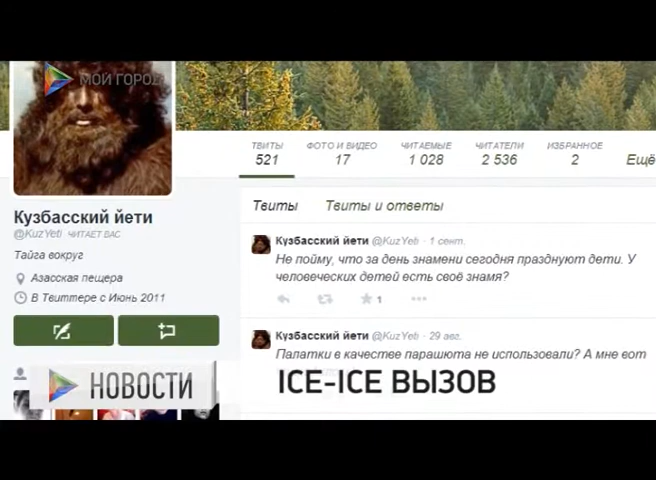 МОЙ ГОРОД
ТВИТЫ
521
ФОТО И ВИДЕО
17
ЧИТАЕМЫЕ
1 028
ЧИТАТЕЛИ
2 536
ИЗБРАННОЕ
2
Ещё
Кузбасский йети
@KuzYeti ЧИТАЕТ ВАС
Тайга вокруг
Азасская пещера
В Твиттере с Июнь 2011
Твиты Твиты и ответы
Кузбасский йети @KuzYeti · 1 сент.
Не пойму, что за день знамени сегодня празднуют дети. У
человеческих детей есть своё знамя?
1
Кузбасский йети @KuzYeti · 29 авг.
Палатки в качестве парашюта не использовали? А мне вот
НОВОСТИ
ICE-ICE ВЫЗОВ